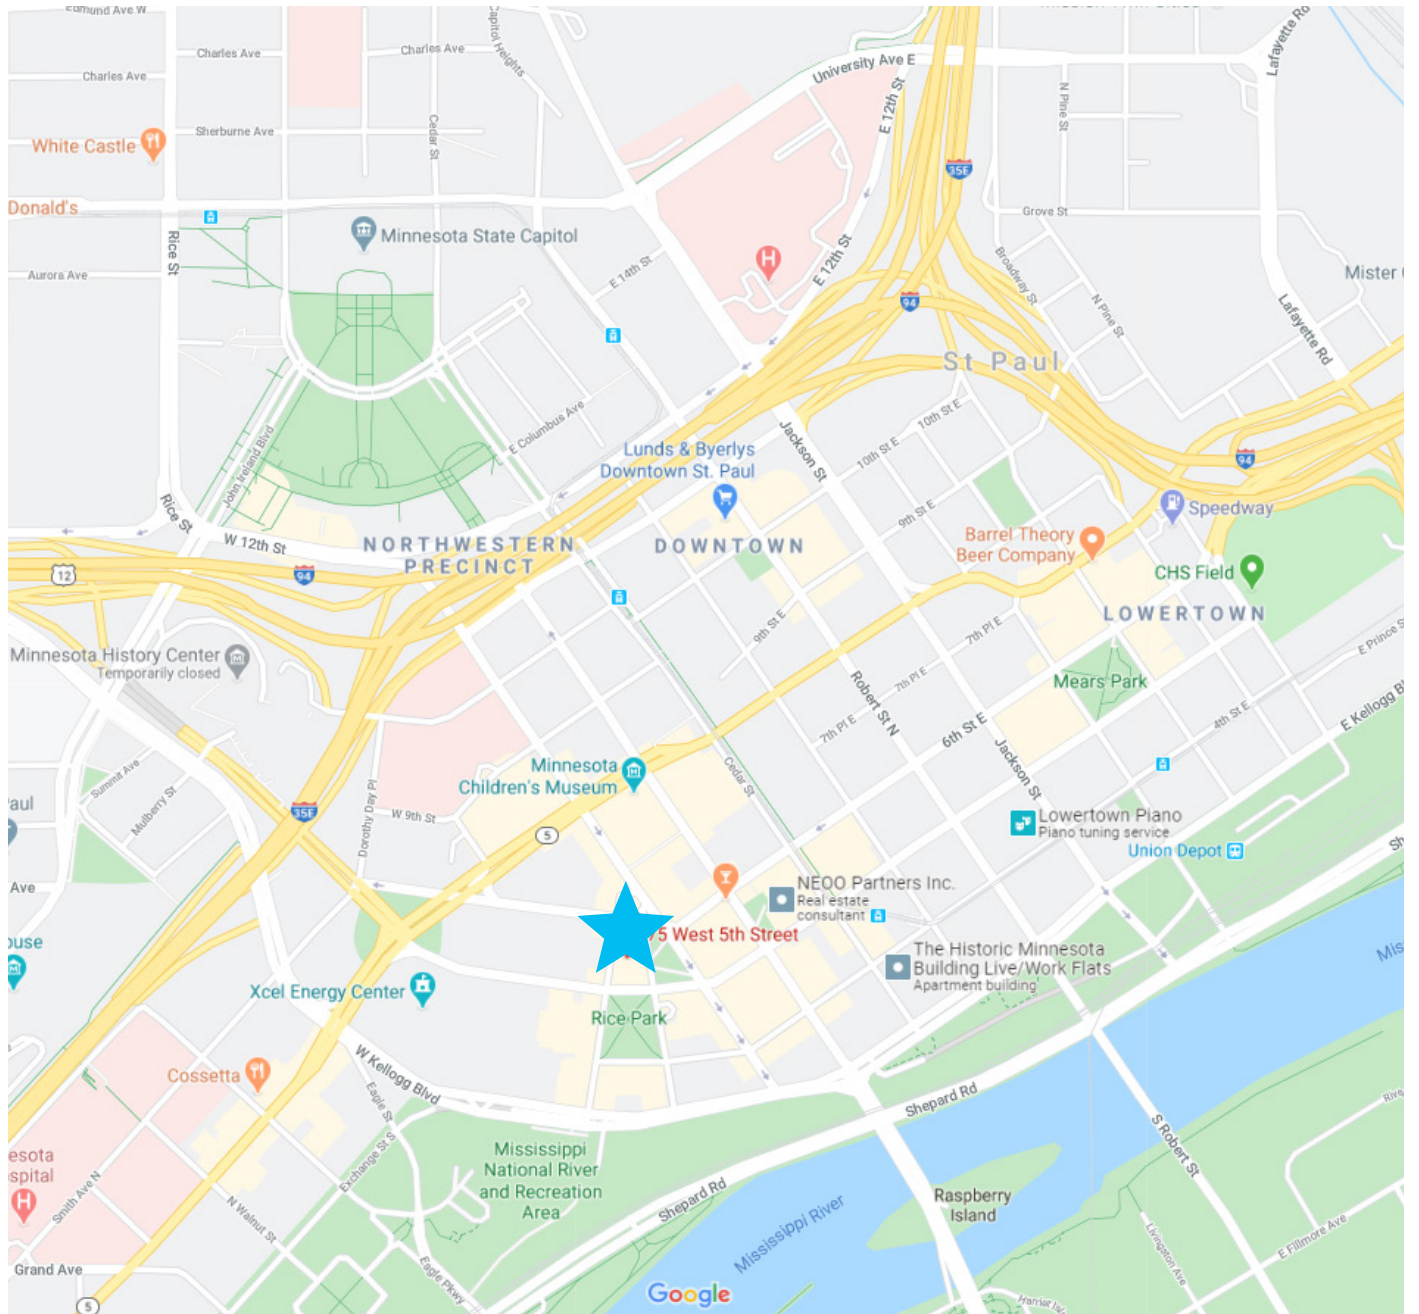 Edmund Ave W
Charles Ave
Charles Ave
Charles Ave
Capitol Heights
University Ave E
Lafayette Rd
N Pine St
E 12th St
White Castle
Sherburne Ave
Cedar St
35E
Donald's
Rice St
Minnesota State Capitol
Grove St
H
E 12th St
Aurora Ave
E 14th St
Broadway St
N Pine St
Mister
94
Lafayette Rd
St Paul
E Columbus Ave
John Ireland Blvd
Jackson St
10th St E
10th St E
Lunds & Byerlys
Downtown St. Paul
94
Rice St
W 12th St
NORTHWESTERN
PRECINCT
DOWNTOWN
9th St E
Speedway
Barrel Theory
Beer Company
12
94
CHS Field
LOWERTOWN
9th St E
7th Pl E
E Prince S
Minnesota History Center
Temporarily closed
7th Pl E
Mears Park
Robert St N
7th Pl E
6th St E
4th St E
E Kellogg Bl
Minnesota
Children's Museum
Cedar St
Jackson St
Summit Ave
Mulberry St
aul
35E
Dorothy Day Pl
W 9th St
5
Lowertown Piano
Piano tuning service
Union Depot
Sh
Ave
NEOO Partners Inc.
Real estate
consultant
75 West 5th Street
ouse
The Historic Minnesota
Building Live/Work Flats
Apartment building
Mis
Xcel Energy Center
Rice Park
Cossetta
W Kellogg Blvd
Eagle St
Exchange St S
Shepard Rd
S Robert St
Rive
Mississippi
National River
and Recreation
Area
esota
spital
H
Smith Ave N
N Walnut St
Shepard Rd
Raspberry
Island
Mississippi River
Livingston Ave
E Fillmore Ave
Eagle Pkwy
Grand Ave
5
Google
Harriet Isl